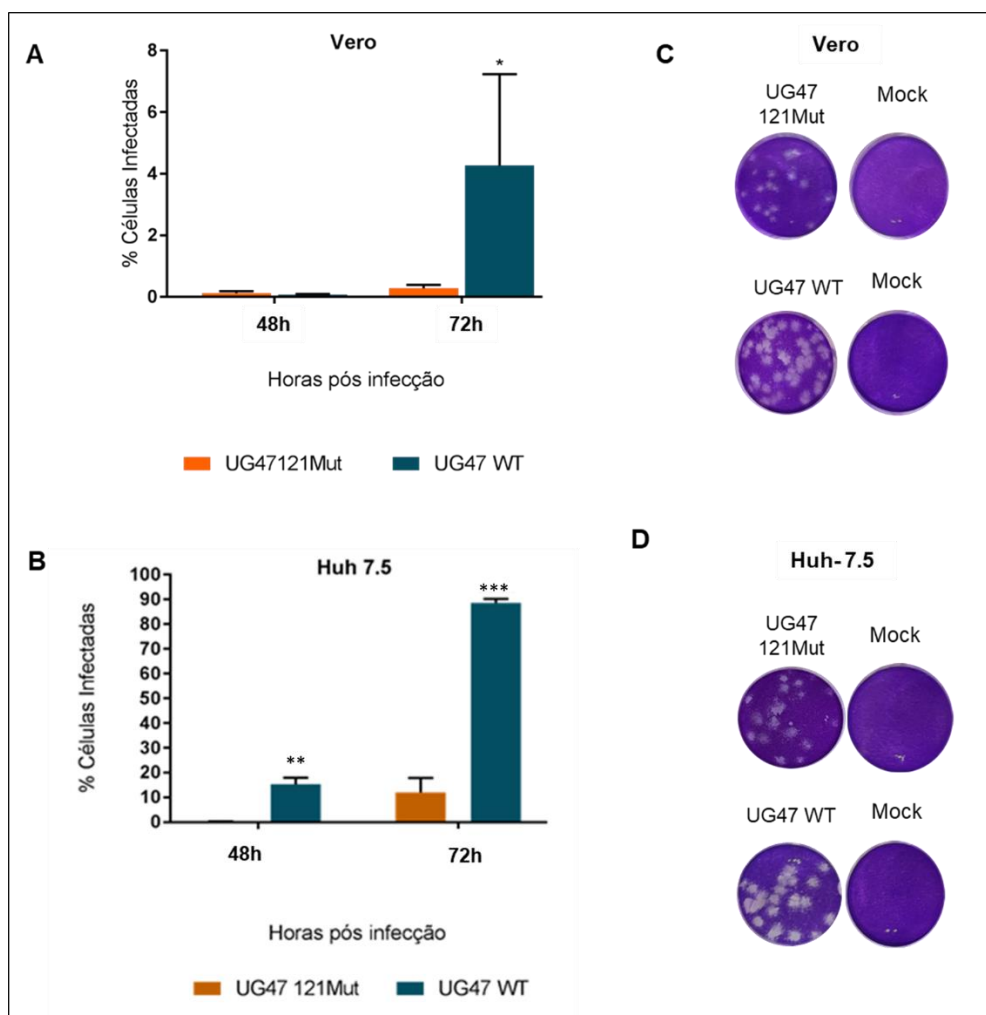 A
Vero
% Células Infectadas
8
6
4
2
0
*
48h
72h
Horas pós infecção
UG47121Mut
UG47 WT
B
Huh 7.5
% Células Infectadas
100
90
80
70
60
50
40
30
20
10
0
**
***
48h
72h
Horas pós infecção
UG47 121Mut
UG47 WT
C
Vero
UG47
121Mut
Mock
UG47 WT
Mock
D
Huh-7.5
UG47
121Mut
Mock
UG47 WT
Mock